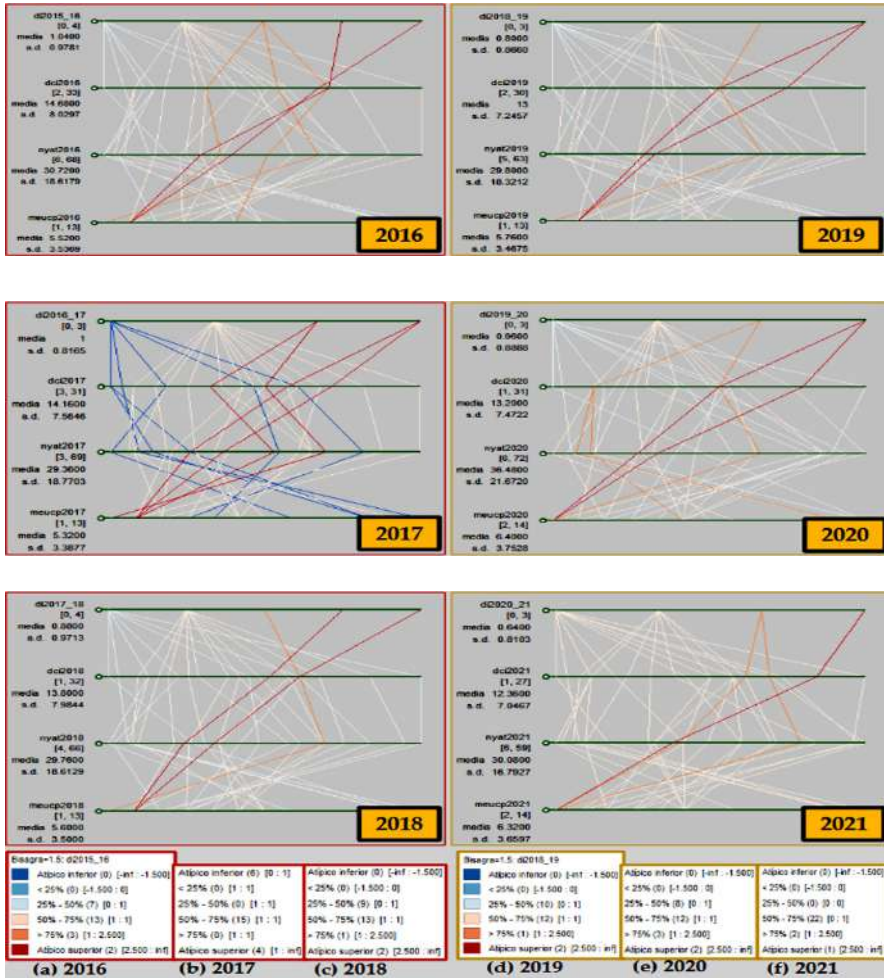 di2015_16
[0, 4]
media 1.0400
s.d. 0.9781
dci2016
[2, 33]
media 14.6800
s.d. 8.0297
nyat2016
[6, 68]
media 30.7200
s.d. 18.6179
meucp2016
[1, 13]
media 5.5200
s.d. 3.5369
2016
di2018_19
[0, 3]
media 0.8000
s.d. 0.8660
dci2019
[2, 30]
media 13
s.d. 7.2457
nyat2019
[5, 63]
media 29.8800
s.d. 18.3212
meucp2019
[1, 13]
media 5.7600
s.d. 3.4675
2019
di2016_17
[0, 3]
media 1
s.d. 0.8165
dci2017
[3, 31]
media 14.1600
s.d. 7.5646
nyat2017
[3, 69]
media 29.3600
s.d. 18.7703
meucp2017
[1, 13]
media 5.3200
s.d. 3.3877
2017
di2019_20
[0, 3]
media 0.9600
s.d. 0.8888
dci2020
[1, 31]
media 13.2000
s.d. 7.4722
nyat2020
[0, 72]
media 36.4800
s.d. 21.6720
meucp2020
[2, 14]
media 6.4000
s.d. 3.7528
2020
di2017_18
[0, 4]
media 0.8800
s.d. 0.9713
dci2018
[1, 32]
media 13.8000
s.d. 7.9844
nyat2018
[4, 66]
media 29.7600
s.d. 18.6129
meucp2018
[1, 13]
media 5.6000
s.d. 3.5000
2018
di2020_21
[0, 3]
media 0.6400
s.d. 0.8103
dci2021
[1, 27]
media 12.3600
s.d. 7.0467
nyat2021
[6, 59]
media 30.0800
s.d. 16.7927
meucp2021
[2, 14]
media 6.3200
s.d. 3.6597
2021
Bisagra=1.5: di2015_16
Atípico inferior (0) [-inf : -1.500]
< 25% (0) [-1.500 : 0]
25% - 50% (7) [0 : 1]
50% - 75% (13) [1 : 1]
> 75% (3) [1 : 2.500]
Atípico superior (2) [2.500 : inf]
(a) 2016
Atípico inferior (6) [0 : 1]
< 25% (0) [1 : 1]
25% - 50% (0) [1 : 1]
50% - 75% (15) [1 : 1]
> 75% (0) [1 : 1]
Atípico superior (4) [1 : inf]
(b) 2017
Atípico inferior (0) [-inf : -1.500]
< 25% (0) [-1.500 : 0]
25% - 50% (9) [0 : 1]
50% - 75% (13) [1 : 1]
> 75% (1) [1 : 2.500]
Atípico superior (2) [2.500 : inf]
(c) 2018
Bisagra=1.5: di2018_19
Atípico inferior (0) [-inf : -1.500]
< 25% (0) [-1.500 : 0]
25% - 50% (10) [0 : 1]
50% - 75% (12) [1 : 1]
> 75% (1) [1 : 2.500]
Atípico superior (2) [2.500 : inf]
(d) 2019
Atípico inferior (0) [-inf : -1.500]
< 25% (0) [-1.500 : 0]
25% - 50% (8) [0 : 1]
50% - 75% (12) [1 : 1]
> 75% (3) [1 : 2.500]
Atípico superior (2) [2.500 : inf]
(e) 2020
Atípico inferior (0) [-inf : -1.500]
< 25% (0) [-1.500 : 0]
25% - 50% (0) [0 : 0]
50% - 75% (22) [0 : 1]
> 75% (2) [1 : 2.500]
Atípico superior (1) [2.500 : inf]
(f) 2021